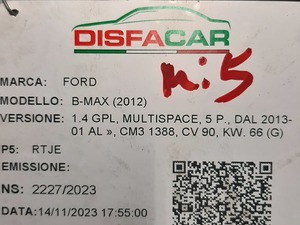 DISFACAR
MARCA: FORD
MODELLO: B-MAX (2012)
VERSIONE: 1.4 GPL, MULTISPACE, 5 P., DAL 2013-
01 AL », CM3 1388, CV 90, KW. 66 (G)
P5: RTJE
EMISSIONE:
NS: 2227/2023
DATA:14/11/2023 17:55:00